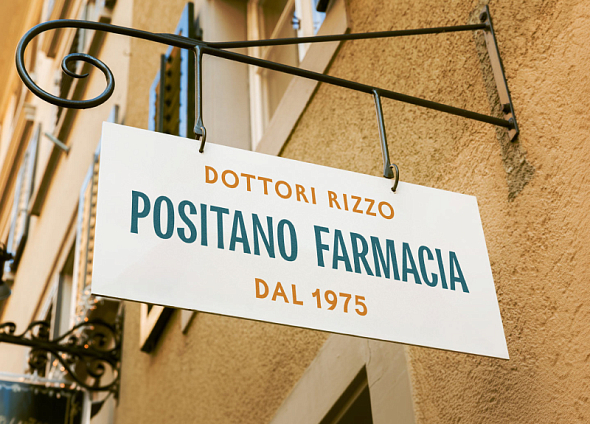 DOTTORI RIZZO
POSITANO FARMACIA
DAL 1975